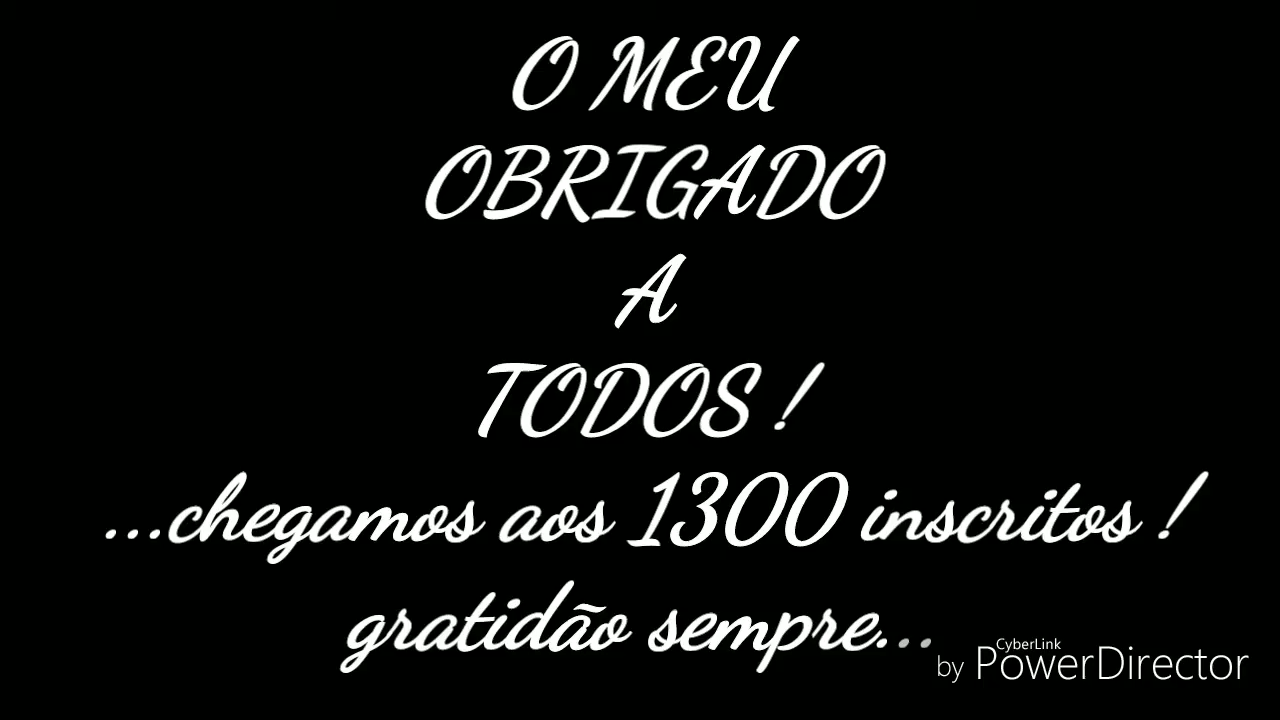 O MEU
OBRIGADO
A
TODOS !
...chegamos aos 1300 inscritos !
gratidão sempre...
CyberLink
by PowerDirector